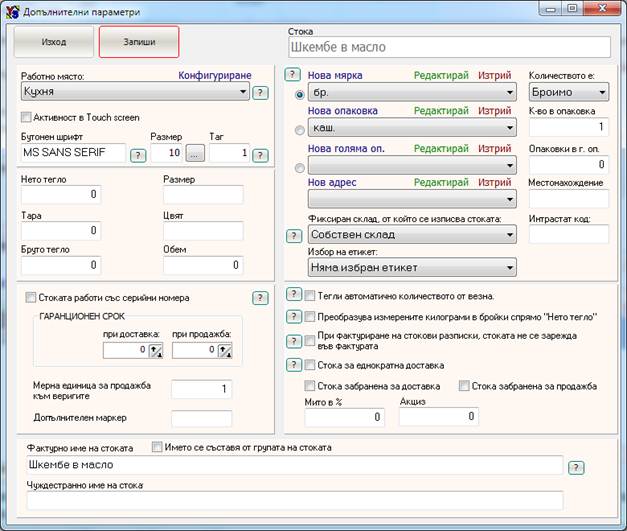 Допълнителни параметри
Изход
Запиши
Стока
Шкембе в масло
Работно място:
Конфигуриране
Кухня
?
Активност в Touch screen
Бутонен шрифт
Размер
Таг
MS SANS SERIF
?
10
...
1
?
Нето тегло
Размер
0
Тара
Цвят
0
Бруто тегло
Обем
0
0
?
Нова мярка
Редактирай
Изтрий
Количеството е:
бр.
Броимо
Нова опаковка
Редактирай
Изтрий
К-во в опаковка
каш.
1
Нова голяма оп.
Редактирай
Изтрий
Опаковки в г. оп.
0
Нов адрес
Редактирай
Изтрий
Местонахождение
Фиксиран склад, от който се изписва стоката:
Интрастат код:
?
Собствен склад
Избор на етикет:
Няма избран етикет
Стоката работи със серийни номера
?
ГАРАНЦИОНЕН СРОК
при доставка:
при продажба:
0
0
Мерна единица за продажба
към веригите
1
Допълнителен маркер
?
Тегли автоматично количеството от везна.
?
Преобразува измерените килограми в бройки спрямо "Нето тегло"
?
При фактуриране на стокови разписки, стоката не се зарежда
във фактурата
?
Стока за еднократна доставка
Стока забранена за доставка
Стока забранена за продажба
Мито в %
Акциз
0
0
Фактурно име на стоката
Името се съставя от групата на стоката
Шкембе в масло
?
Чуждестранно име на стока: